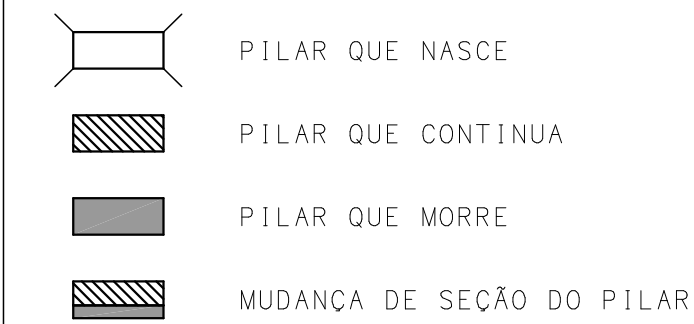 PILAR QUE NASCE
PILAR QUE CONTINUA
PILAR QUE MORRE
MUDANÇA DE SEÇÃO DO PILAR